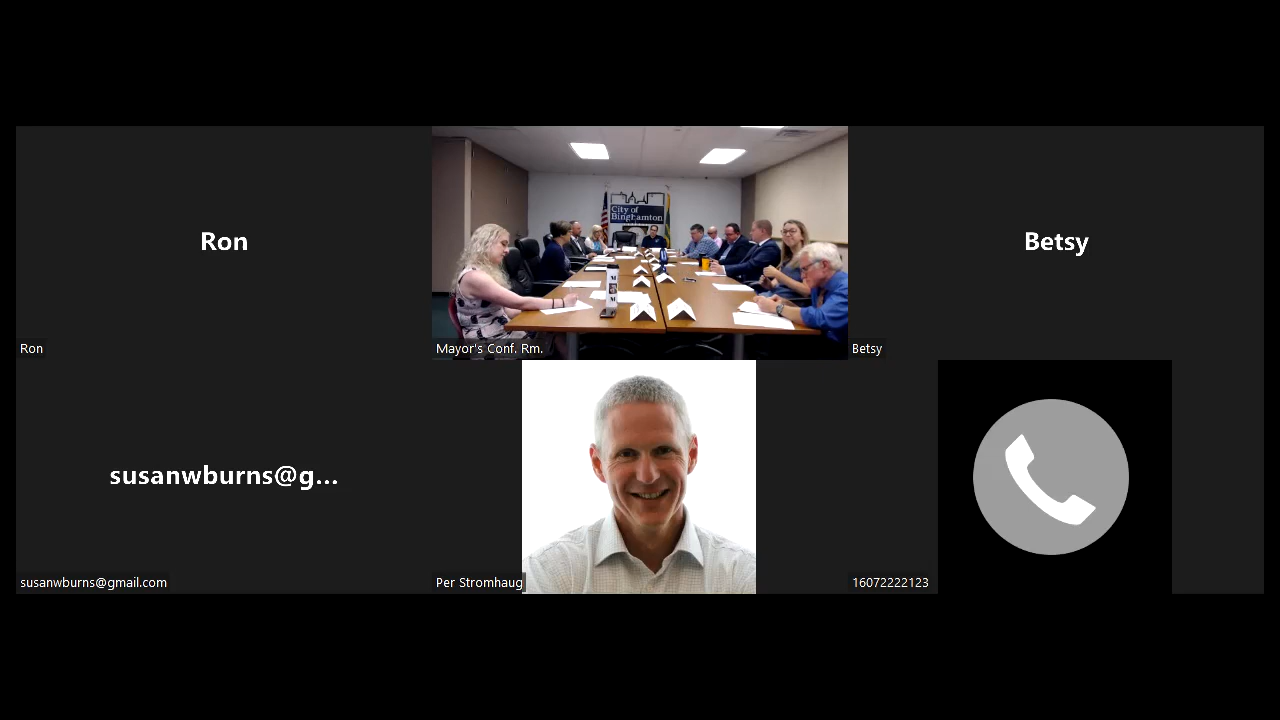 Ron
Ron
City of
Binghamton
Mayor's Conf. Rm.
Betsy
Betsy
susanwburns@g...
susanwburns@gmail.com
Per Stromhaug
16072222123